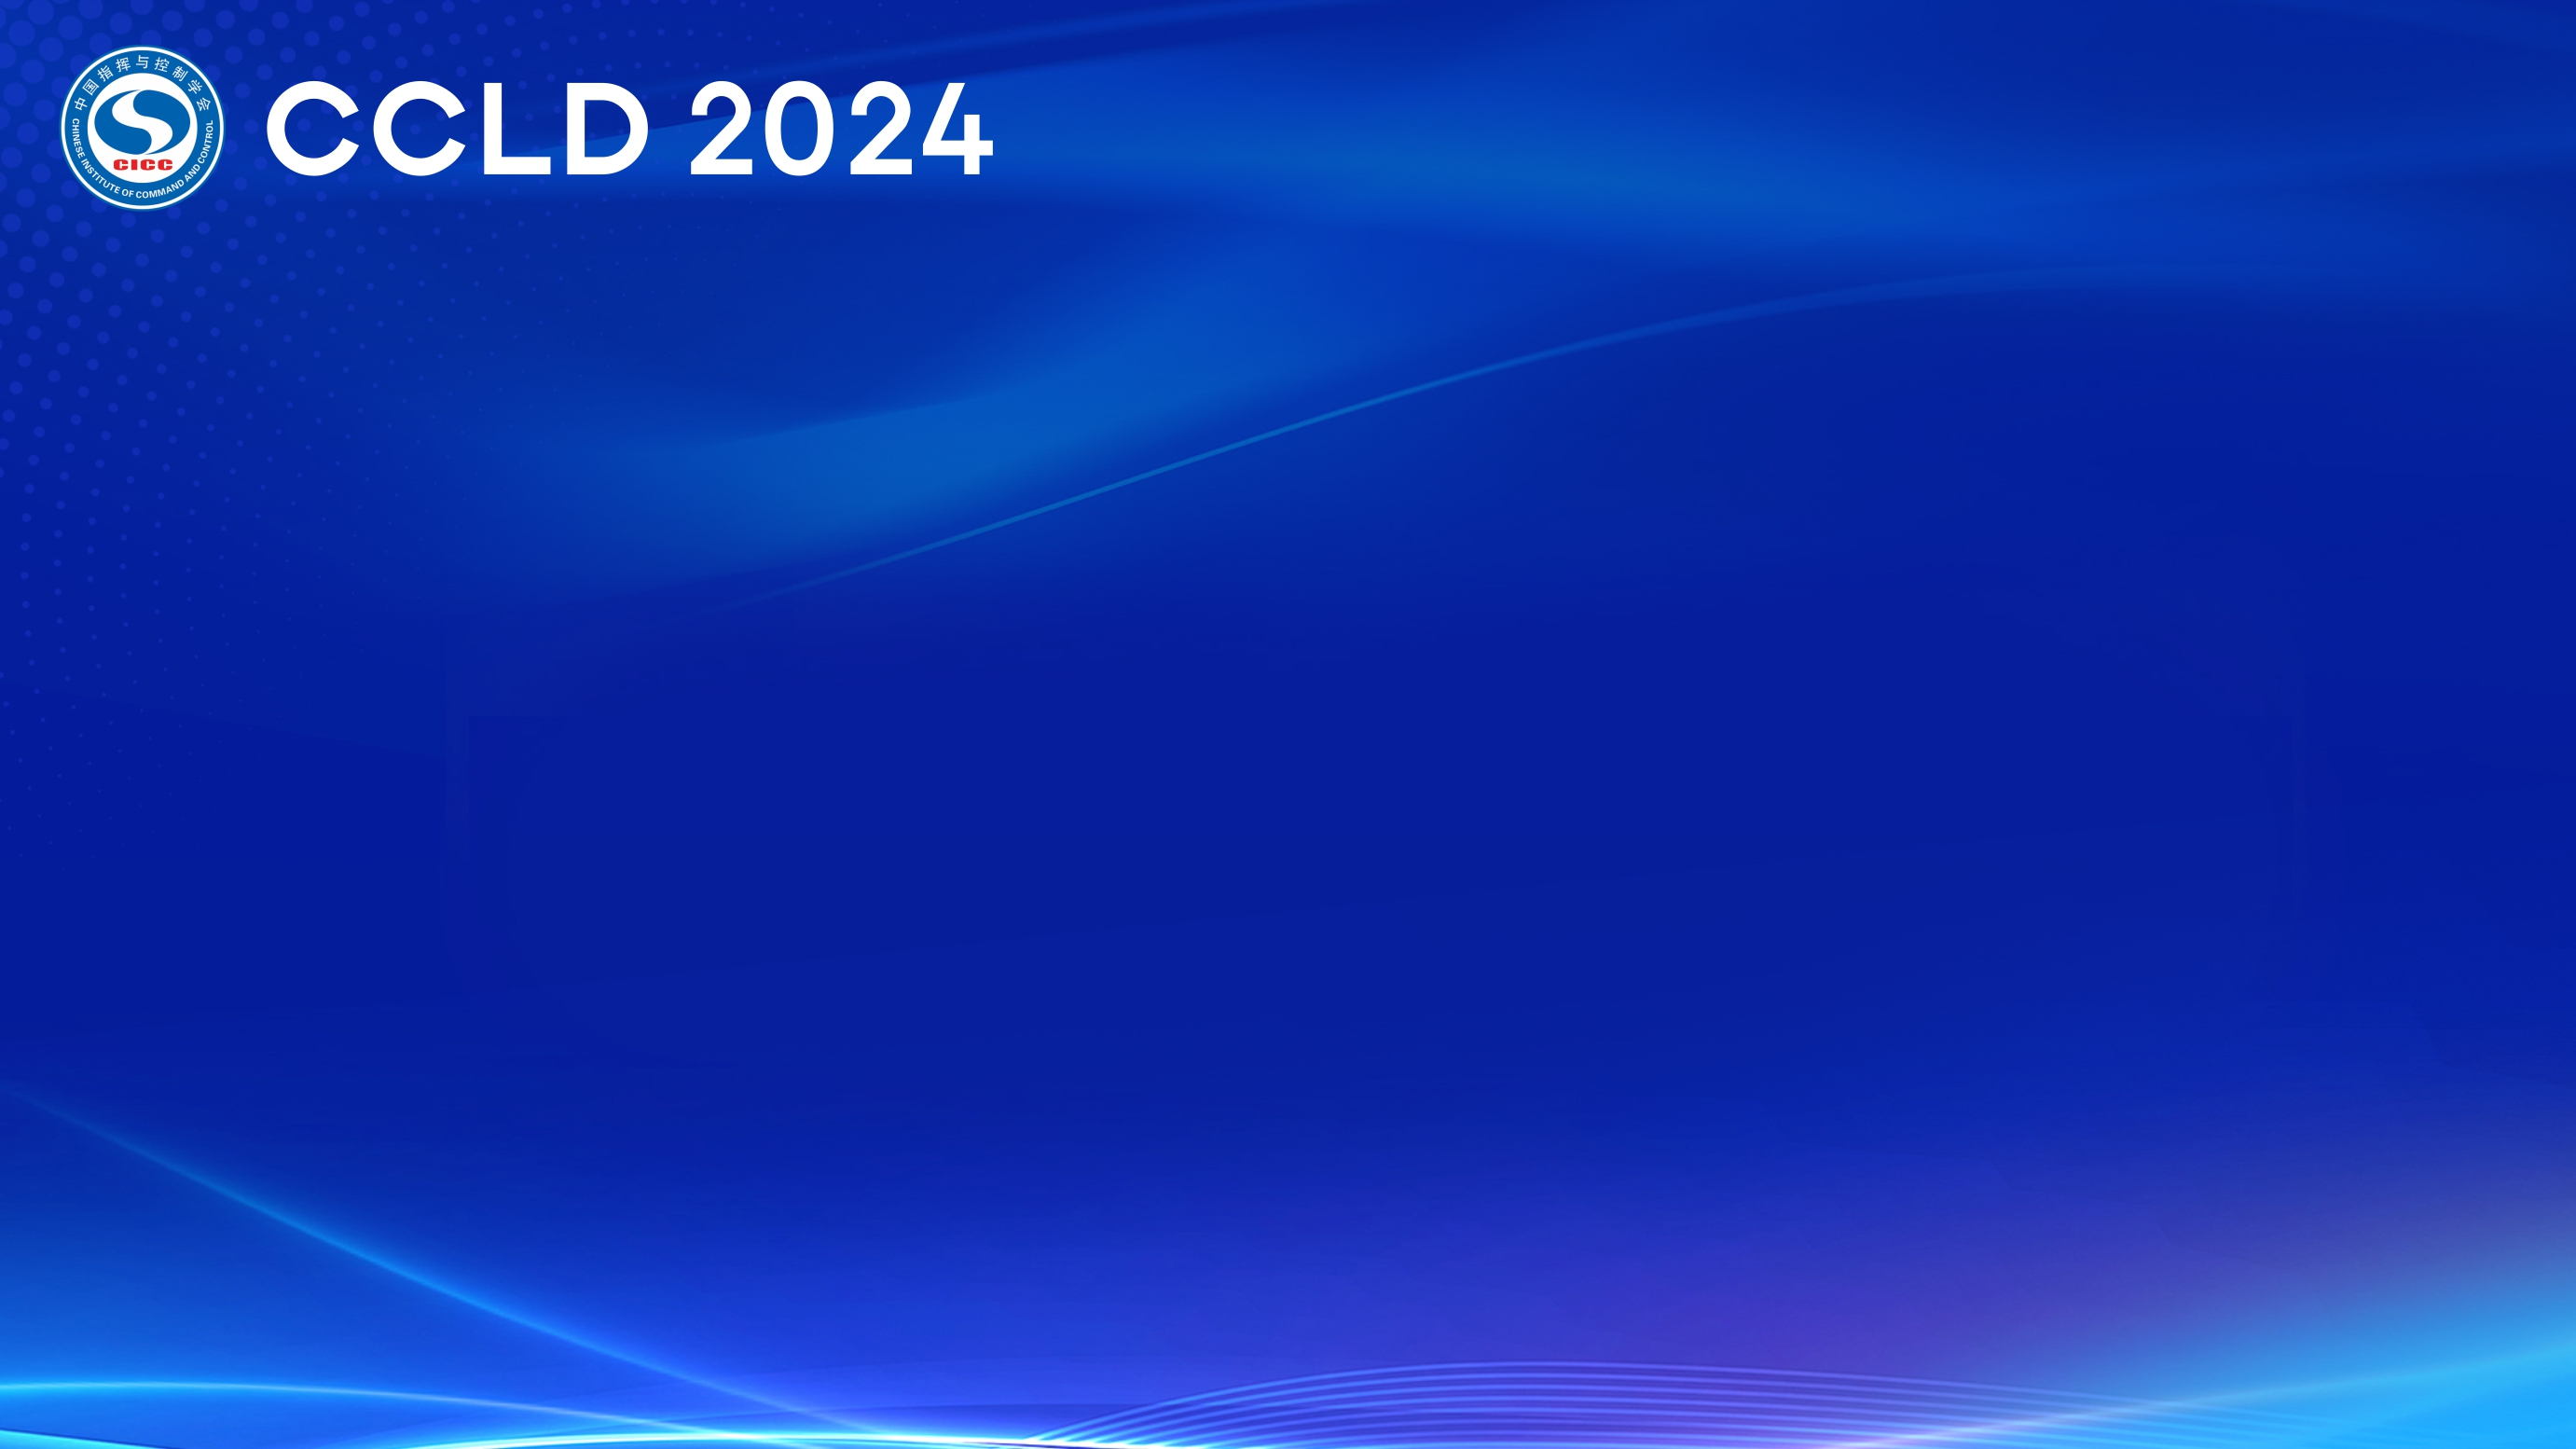 中国指挥与控制学会
CICC
CHINESE INSTITUTE OF COMMAND AND CONTROL
CCLD 2024